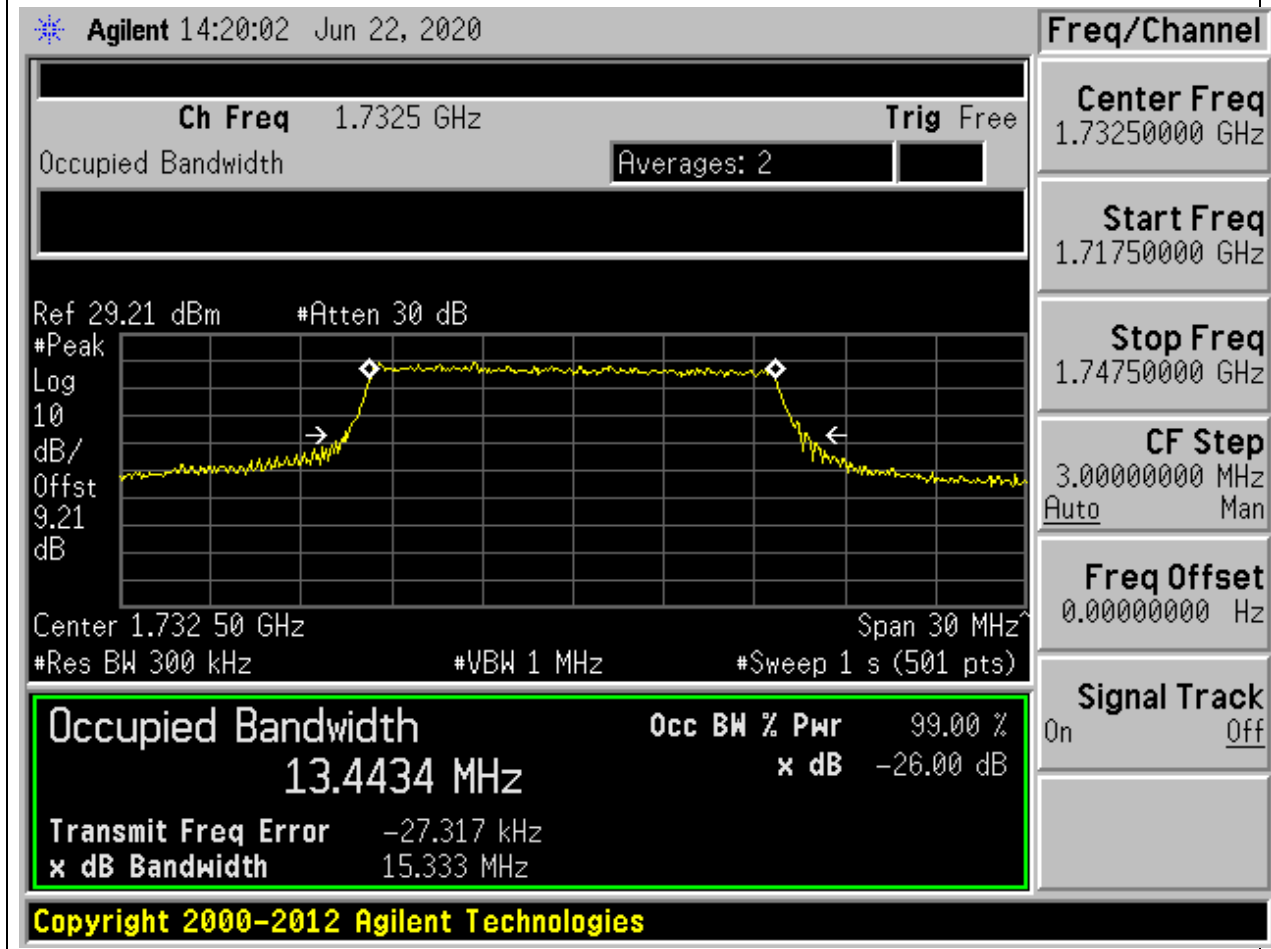 Agilent 14:20:02 Jun 22, 2020
Ch Freq 1.7325 GHz Trig Free
Occupied Bandwidth Averages: 2
Ref 29.21 dBm #Atten 30 dB
#Peak
Log
10
dB/
Offst
9.21
dB
Center 1.732 50 GHz Span 30 MHz^
#Res BW 300 kHz #VBW 1 MHz #Sweep 1 s (501 pts)
Occupied Bandwidth Occ BW % Pwr 99.00 %
13.4434 MHz x dB -26.00 dB
Transmit Freq Error -27.317 kHz
x dB Bandwidth 15.333 MHz
Copyright 2000-2012 Agilent Technologies
Freq/Channel
Center Freq
1.73250000 GHz
Start Freq
1.71750000 GHz
Stop Freq
1.74750000 GHz
CF Step
3.00000000 MHz
Auto Man
Freq Offset
0.00000000 Hz
Signal Track
On Off